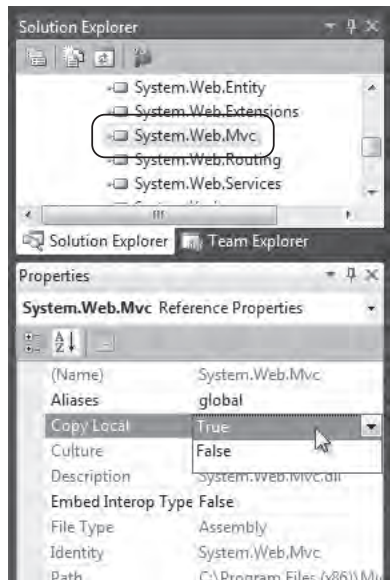 Solution Explorer
System.Web.Entity
System.Web.Extensions
System.Web.Mvc
System.Web.Routing
System.Web.Services
Solution Explorer Team Explorer
Properties
System.Web.Mvc Reference Properties
(Name) System.Web.Mvc
Aliases global
Copy Local True
Culture False
Description System.Web.Mvc.dll
Embed Interop Type False
File Type Assembly
Identity System.Web.Mvc
Path C:\Program Files (x86)\M